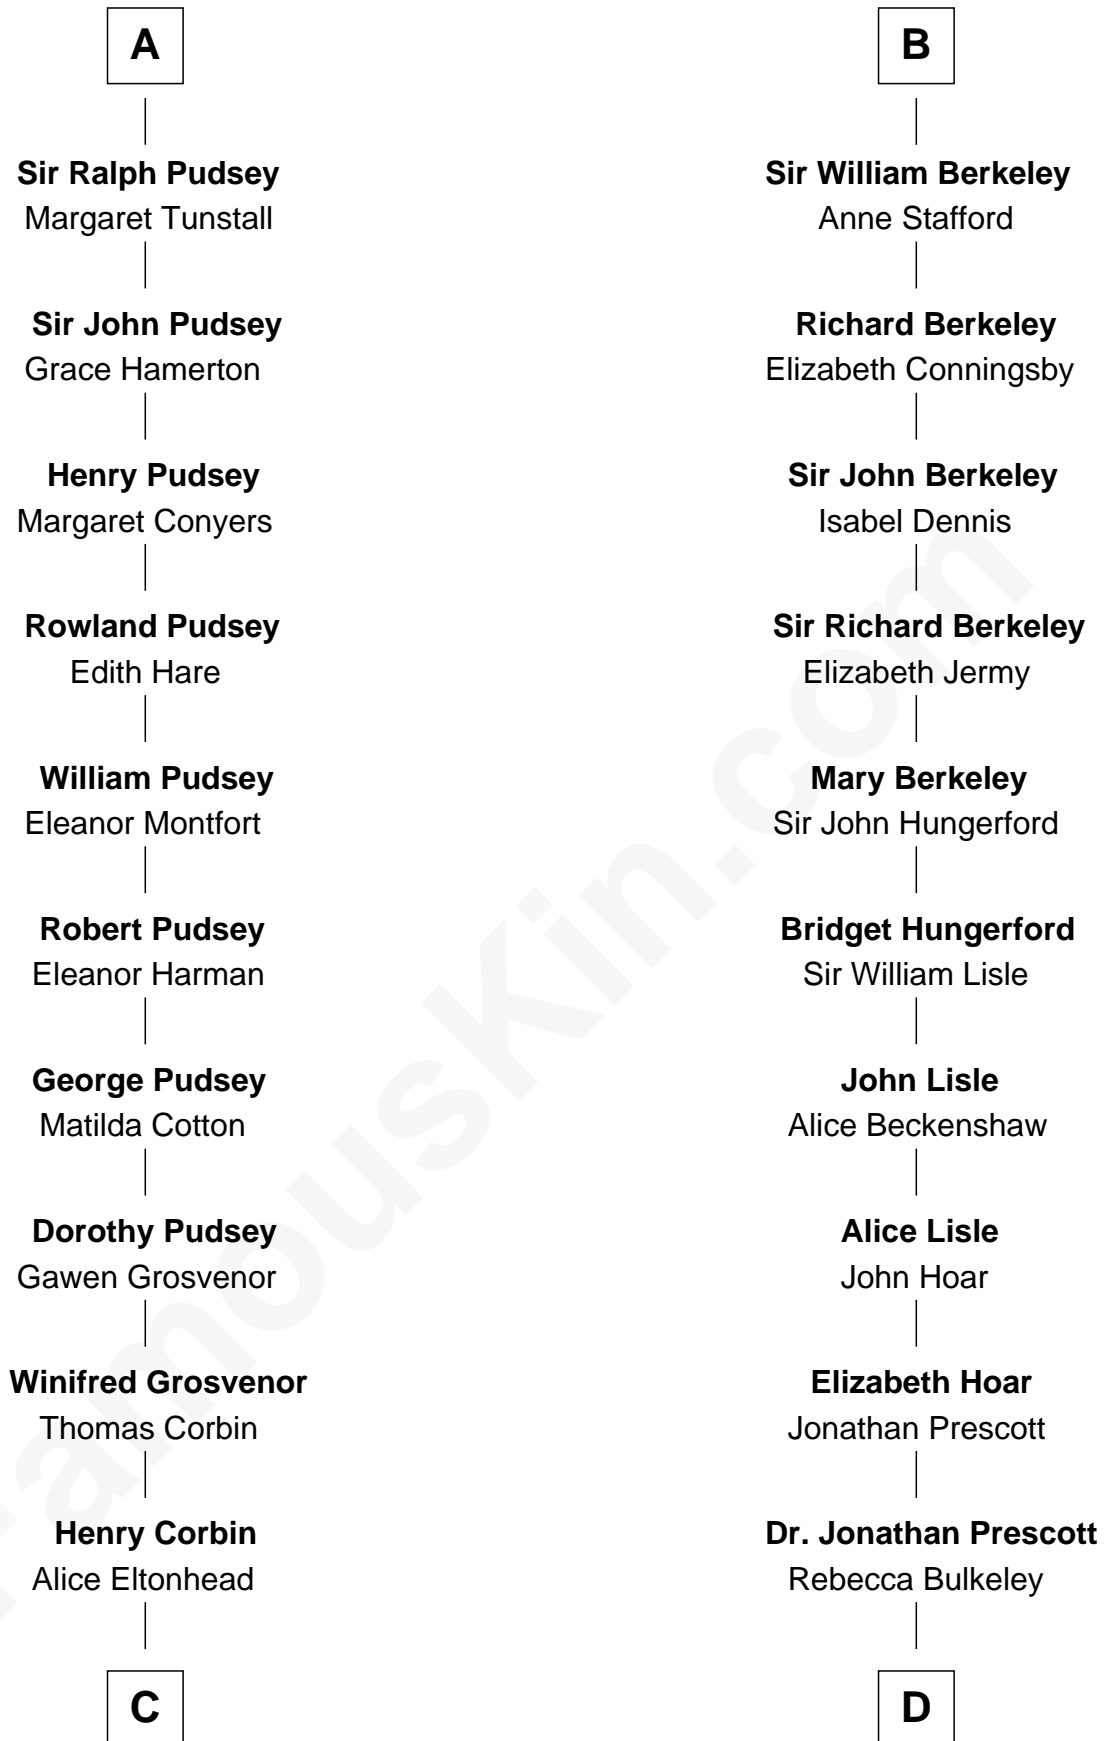 A
Sir Ralph Pudsey
Margaret Tunstall
Sir John Pudsey
Grace Hamerton
Henry Pudsey
Margaret Conyers
Rowland Pudsey
Edith Hare
William Pudsey
Eleanor Montfort
Robert Pudsey
Eleanor Harman
George Pudsey
Matilda Cotton
Dorothy Pudsey
Gawen Grosvenor
Winifred Grosvenor
Thomas Corbin
Henry Corbin
Alice Eltonhead
C
B
Sir William Berkeley
Anne Stafford
Richard Berkeley
Elizabeth Conningsby
Sir John Berkeley
Isabel Dennis
Sir Richard Berkeley
Elizabeth Jermy
Mary Berkeley
Sir John Hungerford
Bridget Hungerford
Sir William Lisle
John Lisle
Alice Beckenshaw
Alice Lisle
John Hoar
Elizabeth Hoar
Jonathan Prescott
Dr. Jonathan Prescott
Rebecca Bulkeley
D
FamousKin.com